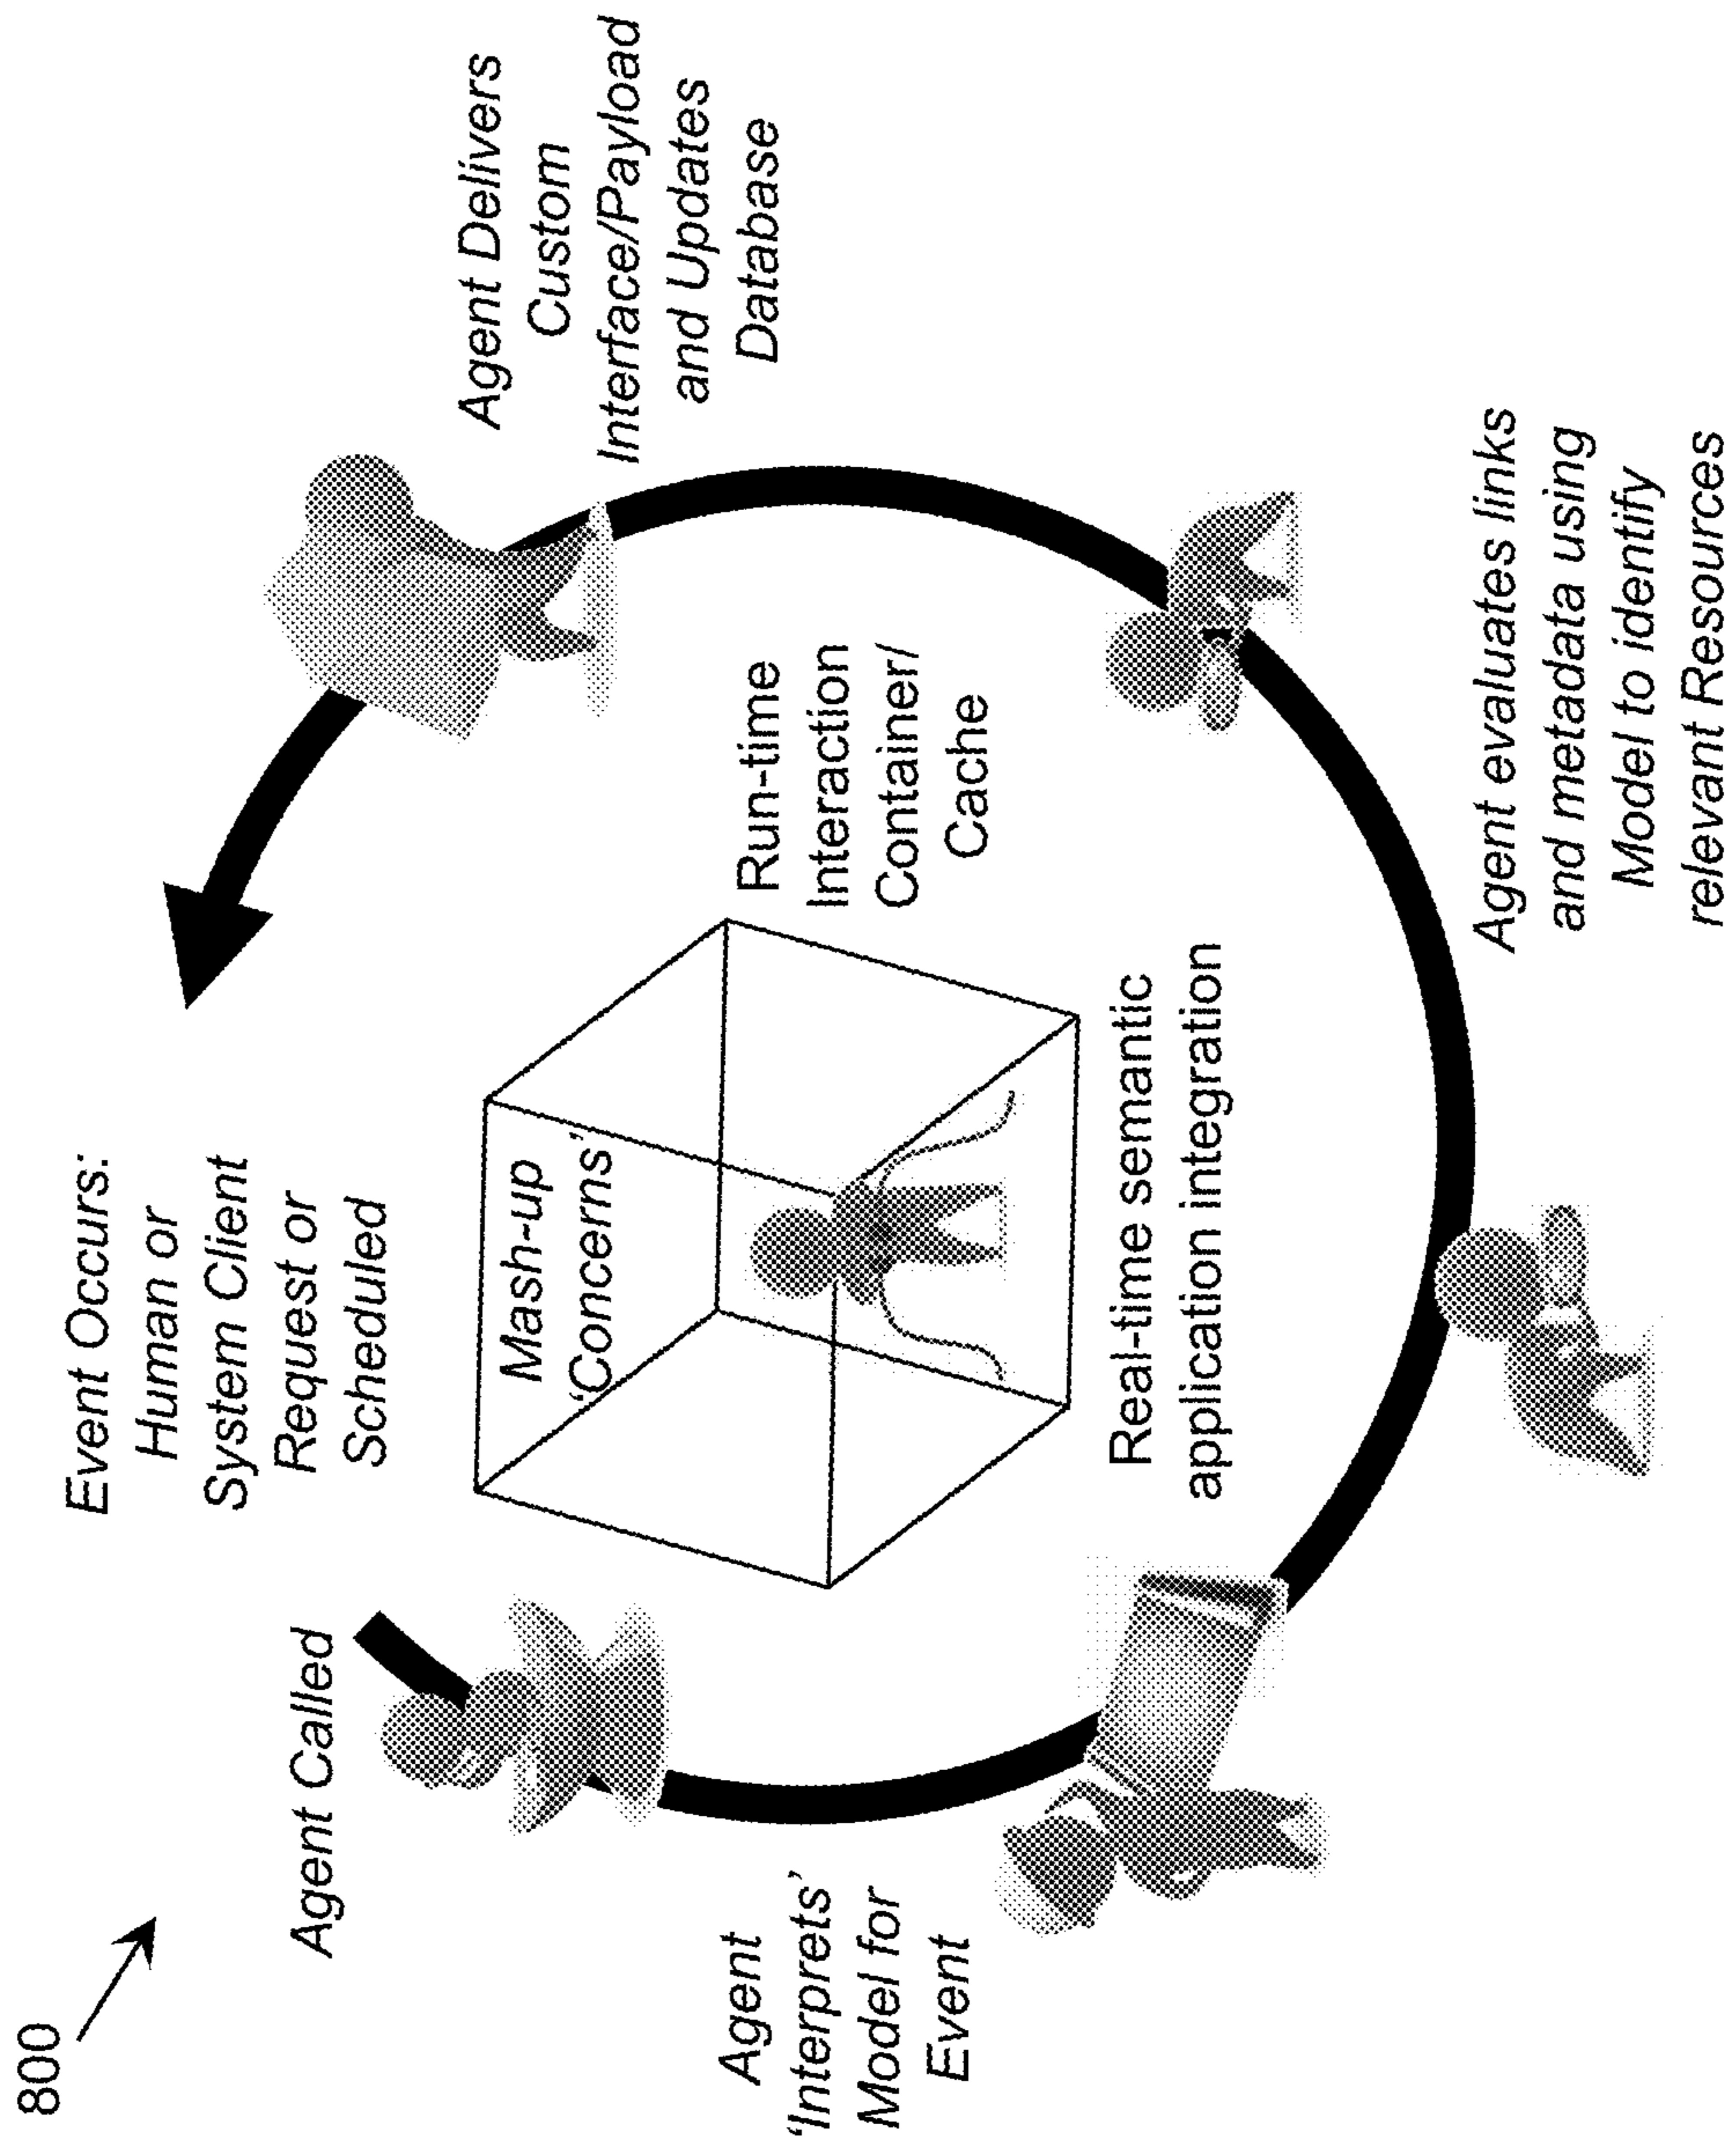 800
Event Occurs:
Human or
System Client
Request or
Scheduled
Agent Called
Agent
‘Interprets’
Model for
Event
Mash-up
‘Concerns’
Run-time
Interaction
Container/
Cache
Real-time semantic
application integration
Agent Delivers
Custom
Interface/Payload
and Updates
Database
Agent evaluates links
and metadata using
Model to identify
relevant Resources